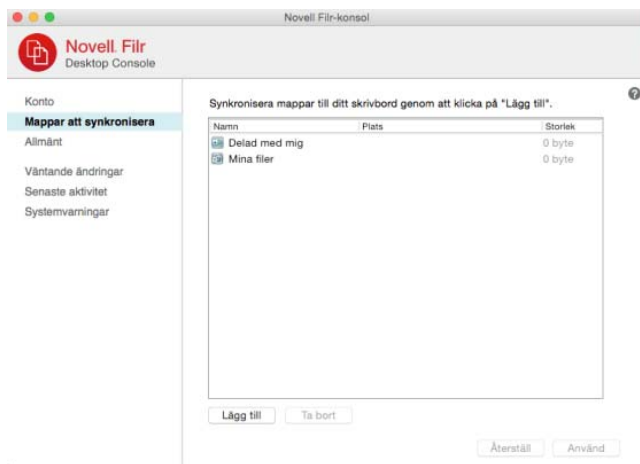 Novell Filr-konsol
Novell Filr
Desktop Console
Konto
Mappar att synkronisera
Allmänt
Väntande ändringar
Senaste aktivitet
Systemvarningar
Synkronisera mappar till ditt skrivbord genom att klicka på "Lägg till".
Namn Plats Storlek
Delad med mig 0 byte
Mina filer 0 byte
Lägg till Ta bort
Återställ Använd
?